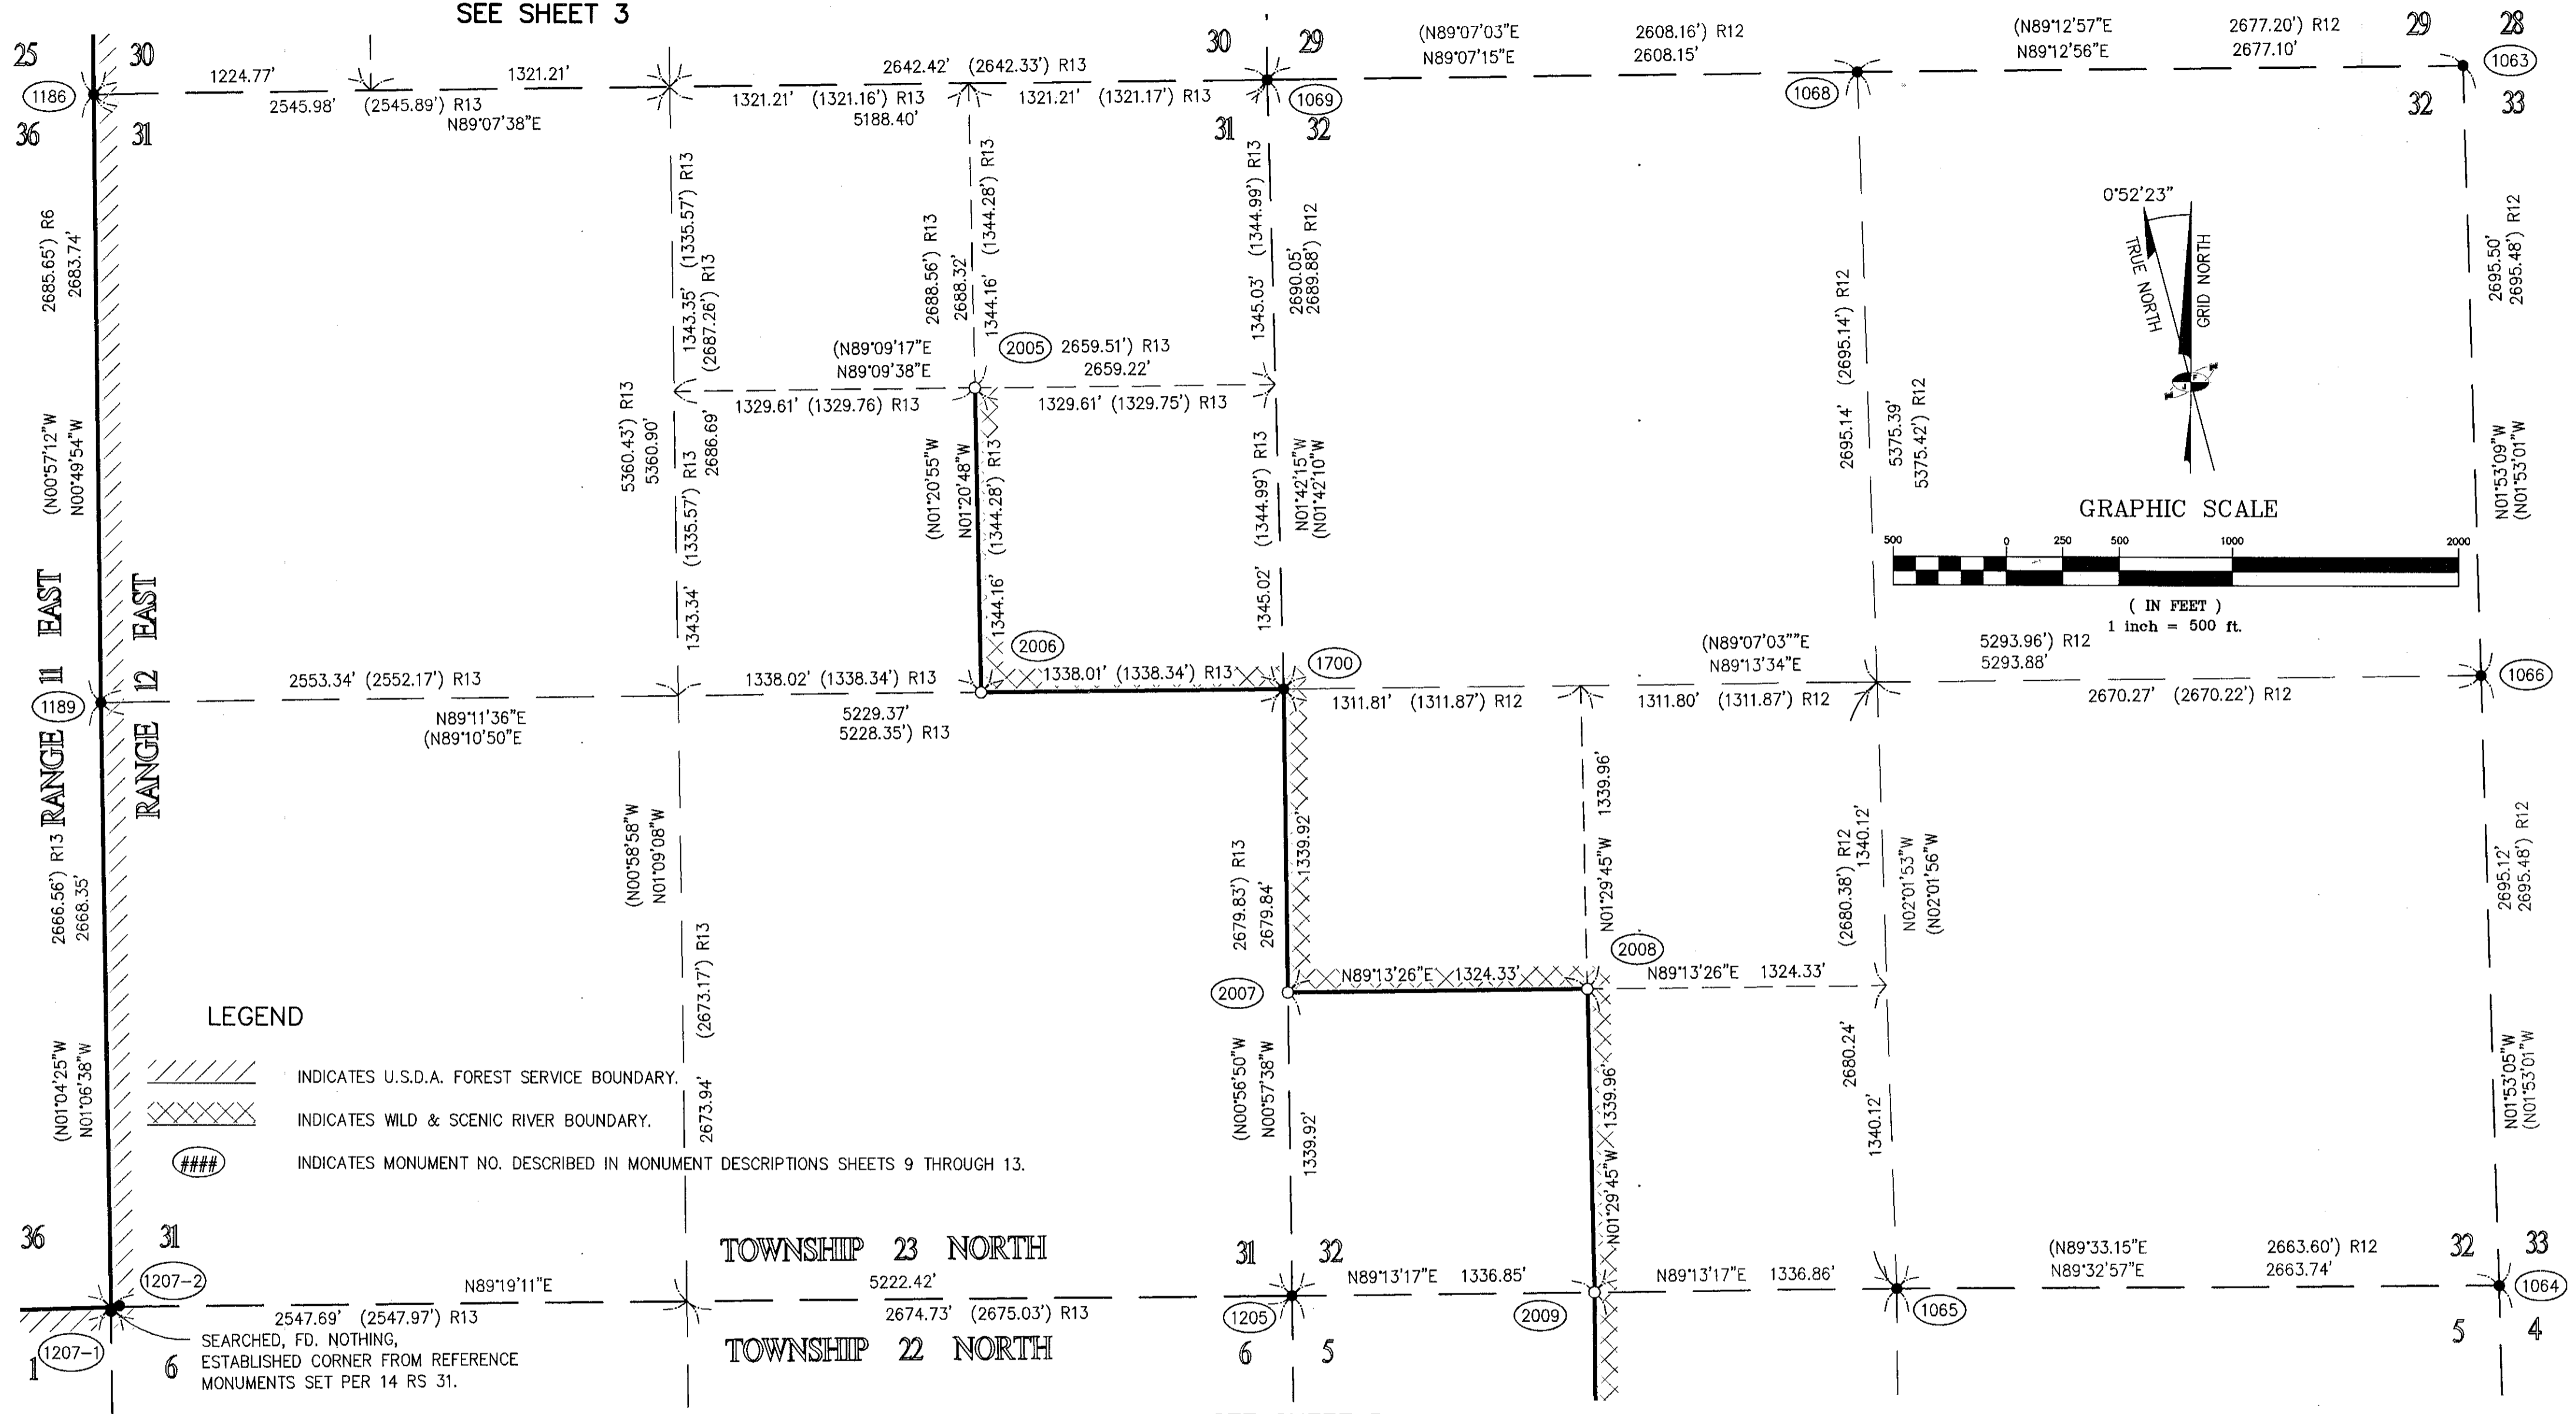 SEE SHEET 3
25
30
30
29
29
28
(N89°07'03"E 2608.16') R12
N89°07'15"E 2608.15'
(N89°12'57"E 2677.20') R12
N89°12'56"E 2677.10'
1186
1224.77'
1321.21'
2642.42' (2642.33') R13
1069
1068
1063
2545.98' (2545.89') R13
N89°07'38"E
1321.21' (1321.16') R13
1321.21' (1321.17') R13
5188.40'
36
31
31
32
32
33
2685.65') R6
2683.74'
(N00°57'12"W
N00°49'54"W
1343.35' (1335.57') R13
(2687.26') R13
2688.56') R13
2688.32'
1344.16' (1344.28') R13
1345.03' (1344.99') R13
2690.05'
2689.88') R12
2695.14' (2695.14') R12
5375.39'
5375.42') R12
0°52'23"
TRUE NORTH
GRID NORTH
2695.50'
2695.48') R12
N01°53'09"W
(N01°53'01"W
(N89°09'17"E
N89°09'38"E
2005
2659.51') R13
2659.22'
1329.61' (1329.76) R13
1329.61' (1329.75') R13
5360.43') R13
5360.90'
1343.34' (1335.57') R13
2686.69'
(N01°20'55"W
N01°20'48"W
1344.16' (1344.28') R13
1345.02' (1344.99') R13
N01°42'15"W
(N01°42'10"W
GRAPHIC SCALE
500 0 250 500 1000 2000
( IN FEET )
1 inch = 500 ft.
RANGE 11 EAST
RANGE 12 EAST
2006
1700
(N89°07'03""E 5293.96') R12
N89°13'34"E 5293.88'
1189
2553.34' (2552.17') R13
1338.02' (1338.34') R13
1338.01' (1338.34') R13
1066
1311.81' (1311.87') R12
1311.80' (1311.87') R12
2670.27' (2670.22') R12
N89°11'36"E 5229.37'
(N89°10'50"E 5228.35') R13
2666.56') R13
2668.35'
(N01°04'25"W
N01°06'38"W
(N00°58'58"W
N01°09'08"W
2673.94' (2673.17') R13
2679.83') R13
2679.84'
1339.92'
N01°29'45"W 1339.96'
(2680.38') R12
1340.12'
N02°01'53"W
(N02°01'56"W
2695.12'
2695.48') R12
2008
2007
N89°13'26"E 1324.33'
N89°13'26"E 1324.33'
LEGEND
INDICATES U.S.D.A. FOREST SERVICE BOUNDARY.
INDICATES WILD & SCENIC RIVER BOUNDARY.
####
INDICATES MONUMENT NO. DESCRIBED IN MONUMENT DESCRIPTIONS SHEETS 9 THROUGH 13.
(N00°56'50"W
N00°57'38"W
1339.92'
N01°29'45"W 1339.96'
2680.24'
1340.12'
N01°53'05"W
(N01°53'01"W
36
31
TOWNSHIP 23 NORTH
31
32
32
33
1207-2
N89°19'11"E
5222.42'
N89°13'17"E 1336.85'
N89°13'17"E 1336.86'
(N89°33.15"E 2663.60') R12
N89°32'57"E 2663.74'
2547.69' (2547.97') R13
2674.73' (2675.03') R13
1205
2009
1065
1064
1207-1
SEARCHED, FD. NOTHING,
ESTABLISHED CORNER FROM REFERENCE
MONUMENTS SET PER 14 RS 31.
1
6
TOWNSHIP 22 NORTH
6
5
5
4